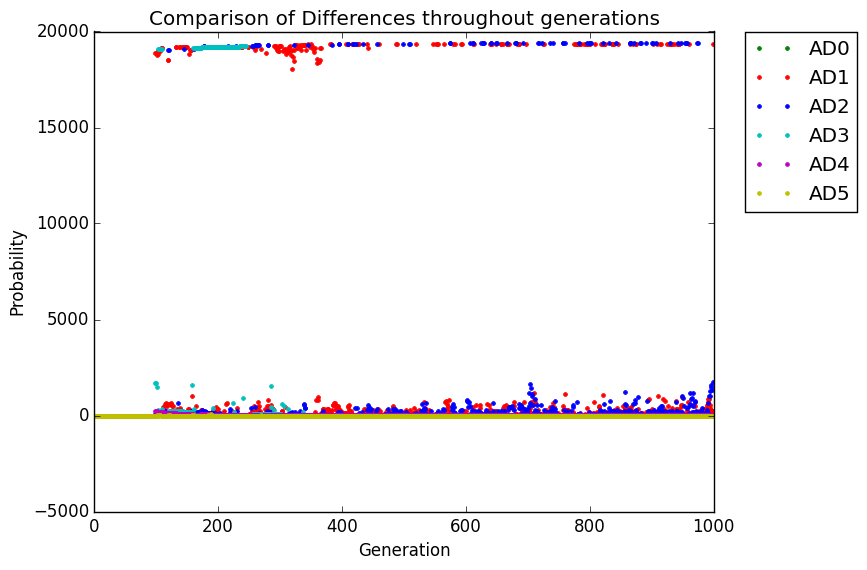 Comparison of Differences throughout generations
20000
15000
10000
5000
0
−5000
Probability
0 200 400 600 800 1000
Generation
AD0
AD1
AD2
AD3
AD4
AD5